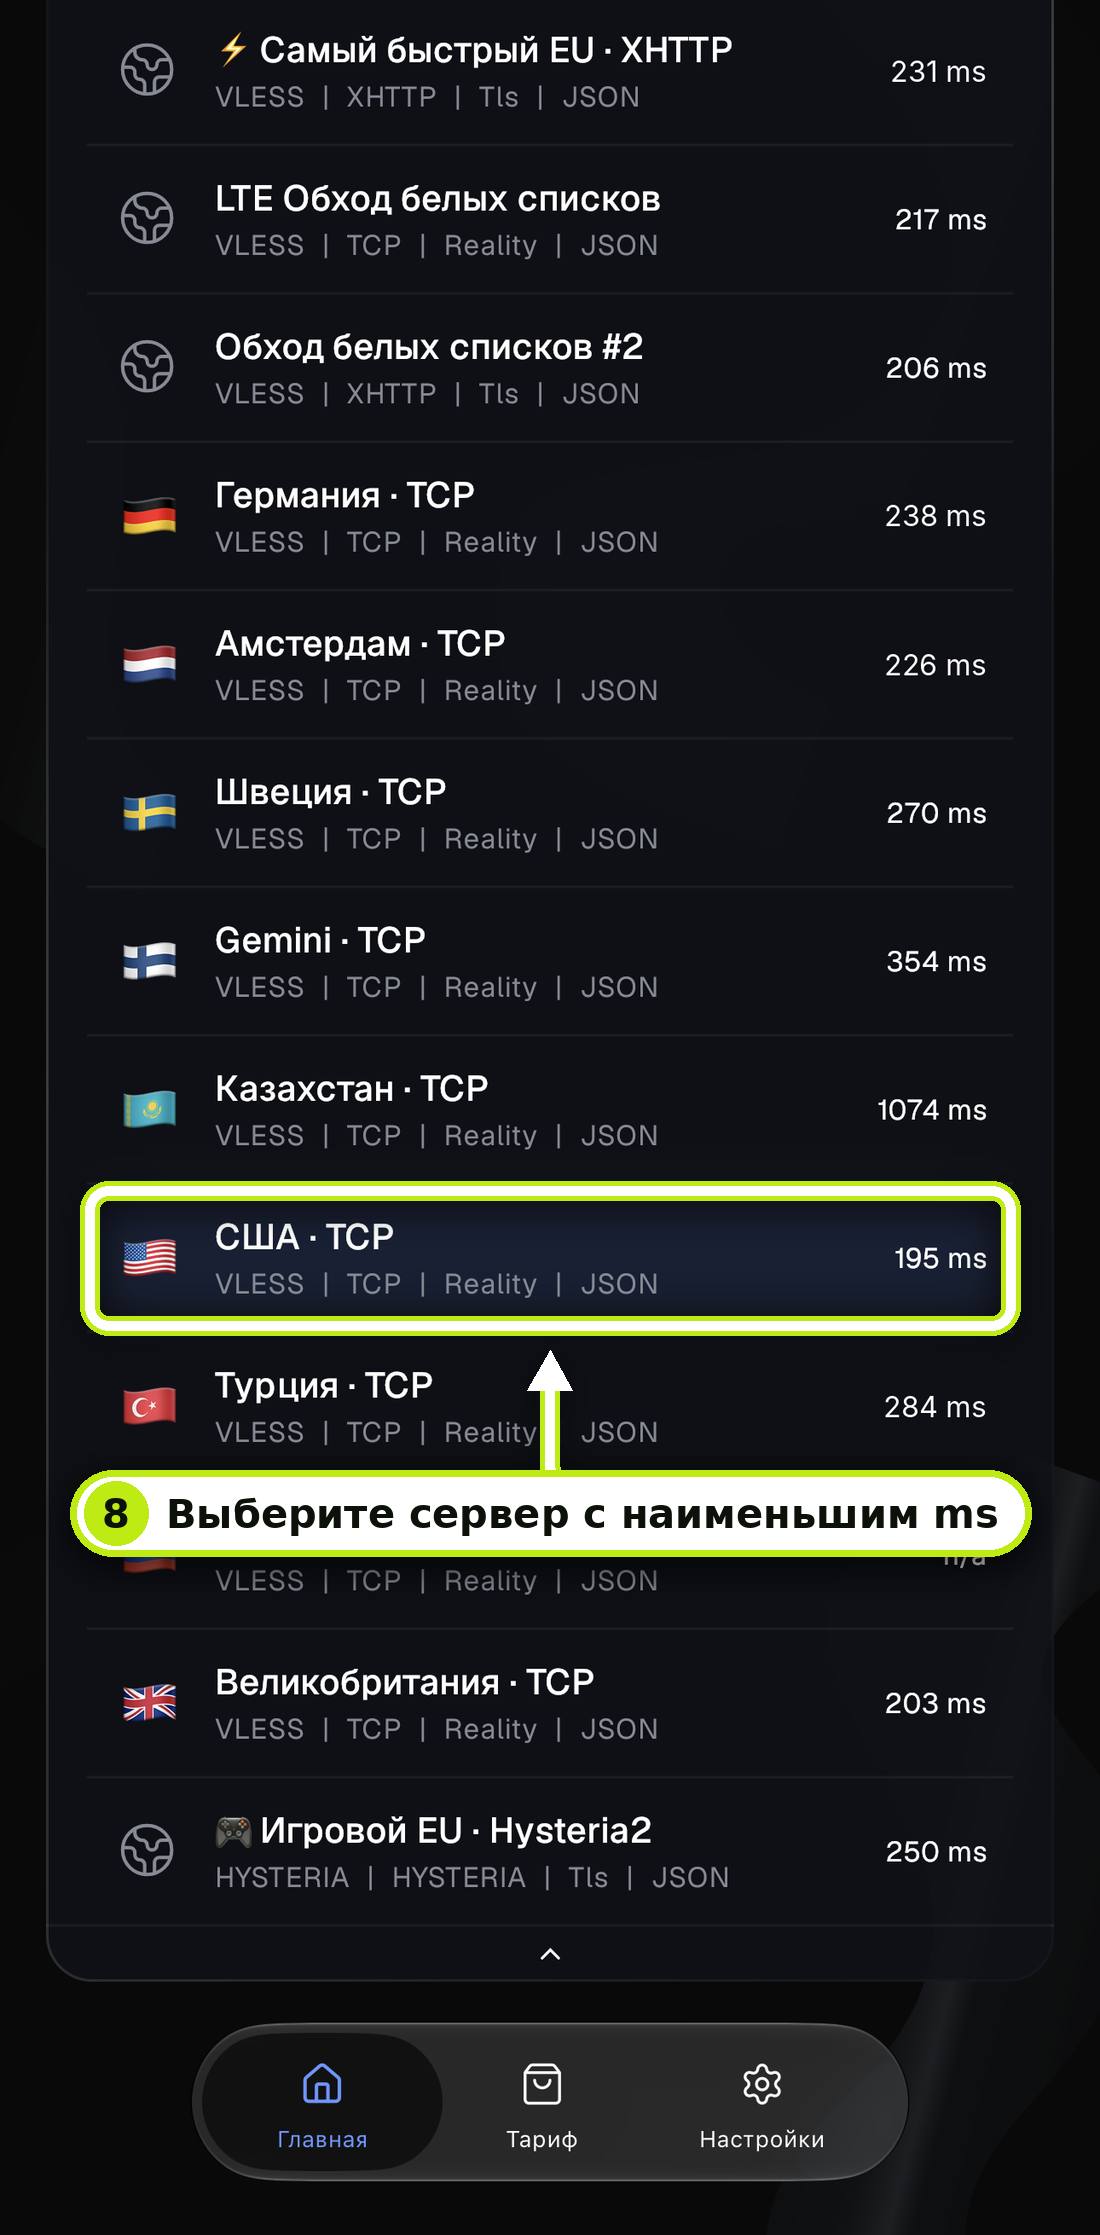 ⚡ Самый быстрый EU · XHTTP
231 ms
VLESS | XHTTP | Tls | JSON
LTE Обход белых списков
217 ms
VLESS | TCP | Reality | JSON
Обход белых списков #2
206 ms
VLESS | XHTTP | Tls | JSON
Германия · TCP
238 ms
VLESS | TCP | Reality | JSON
Амстердам · TCP
226 ms
VLESS | TCP | Reality | JSON
Швеция · TCP
270 ms
VLESS | TCP | Reality | JSON
Gemini · TCP
354 ms
VLESS | TCP | Reality | JSON
Казахстан · TCP
1074 ms
VLESS | TCP | Reality | JSON
США · TCP
195 ms
VLESS | TCP | Reality | JSON
Турция · TCP
284 ms
VLESS | TCP | Reality JSON
8 Выберите сервер с наименьшим ms
n/a
VLESS | TCP | Reality | JSON
Великобритания · TCP
203 ms
VLESS | TCP | Reality | JSON
🎮 Игровой EU · Hysteria2
250 ms
HYSTERIA | HYSTERIA | Tls | JSON
Главная
Тариф
Настройки